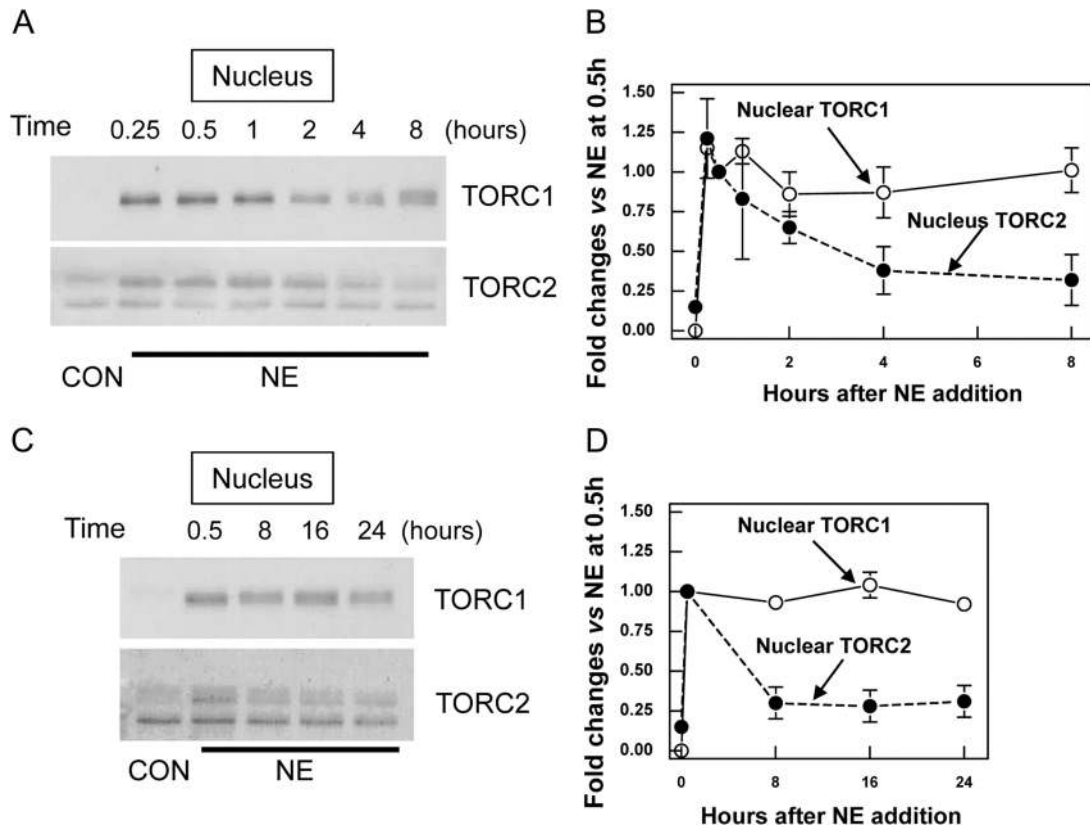 A
Nucleus
Time 0.25 0.5 1 2 4 8 (hours)
TORC1
TORC2
CON NE
B
Fold changes vs NE at 0.5h
1.50
1.25
1.00
0.75
0.50
0.25
0.00
Nuclear TORC1
Nucleus TORC2
0 2 4 6 8
Hours after NE addition
C
Nucleus
Time 0.5 8 16 24 (hours)
TORC1
TORC2
CON NE
D
Fold changes vs NE at 0.5h
1.50
1.25
1.00
0.75
0.50
0.25
0.00
Nuclear TORC1
Nuclear TORC2
0 8 16 24
Hours after NE addition